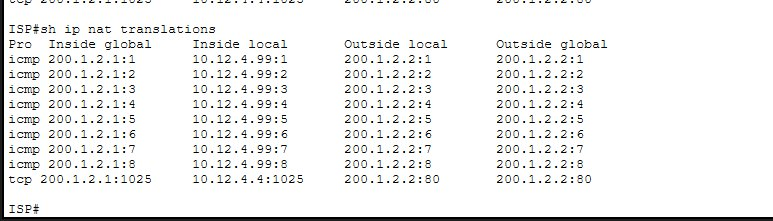 ISP#sh ip nat translations
Pro  Inside global     Inside local       Outside local      Outside global
icmp 200.1.2.1:1       10.12.4.99:1       200.1.2.2:1        200.1.2.2:1
icmp 200.1.2.1:2       10.12.4.99:2       200.1.2.2:2        200.1.2.2:2
icmp 200.1.2.1:3       10.12.4.99:3       200.1.2.2:3        200.1.2.2:3
icmp 200.1.2.1:4       10.12.4.99:4       200.1.2.2:4        200.1.2.2:4
icmp 200.1.2.1:5       10.12.4.99:5       200.1.2.2:5        200.1.2.2:5
icmp 200.1.2.1:6       10.12.4.99:6       200.1.2.2:6        200.1.2.2:6
icmp 200.1.2.1:7       10.12.4.99:7       200.1.2.2:7        200.1.2.2:7
icmp 200.1.2.1:8       10.12.4.99:8       200.1.2.2:8        200.1.2.2:8
tcp 200.1.2.1:1025     10.12.4.4:1025     200.1.2.2:80       200.1.2.2:80
ISP#